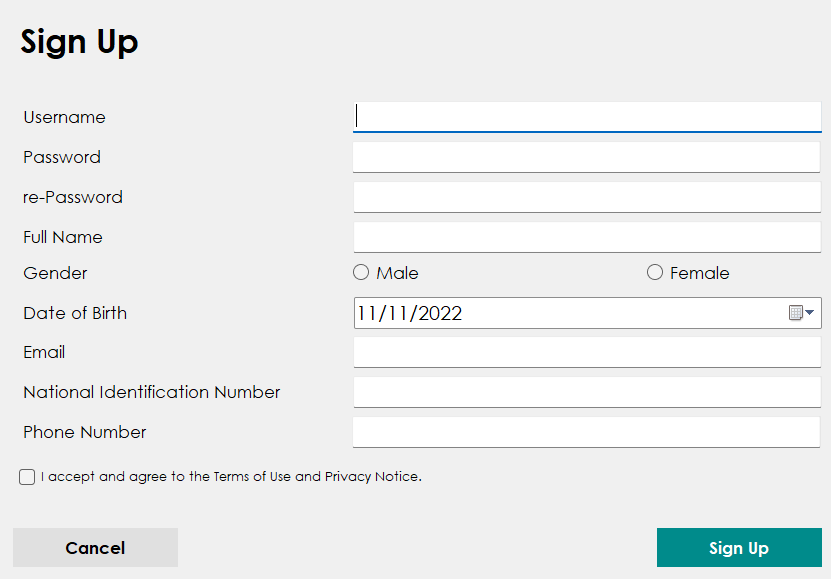 Sign Up
Username
Password
re-Password
Full Name
Gender Male Female
Date of Birth 11/11/2022
Email
National Identification Number
Phone Number
I accept and agree to the Terms of Use and Privacy Notice.
Cancel Sign Up